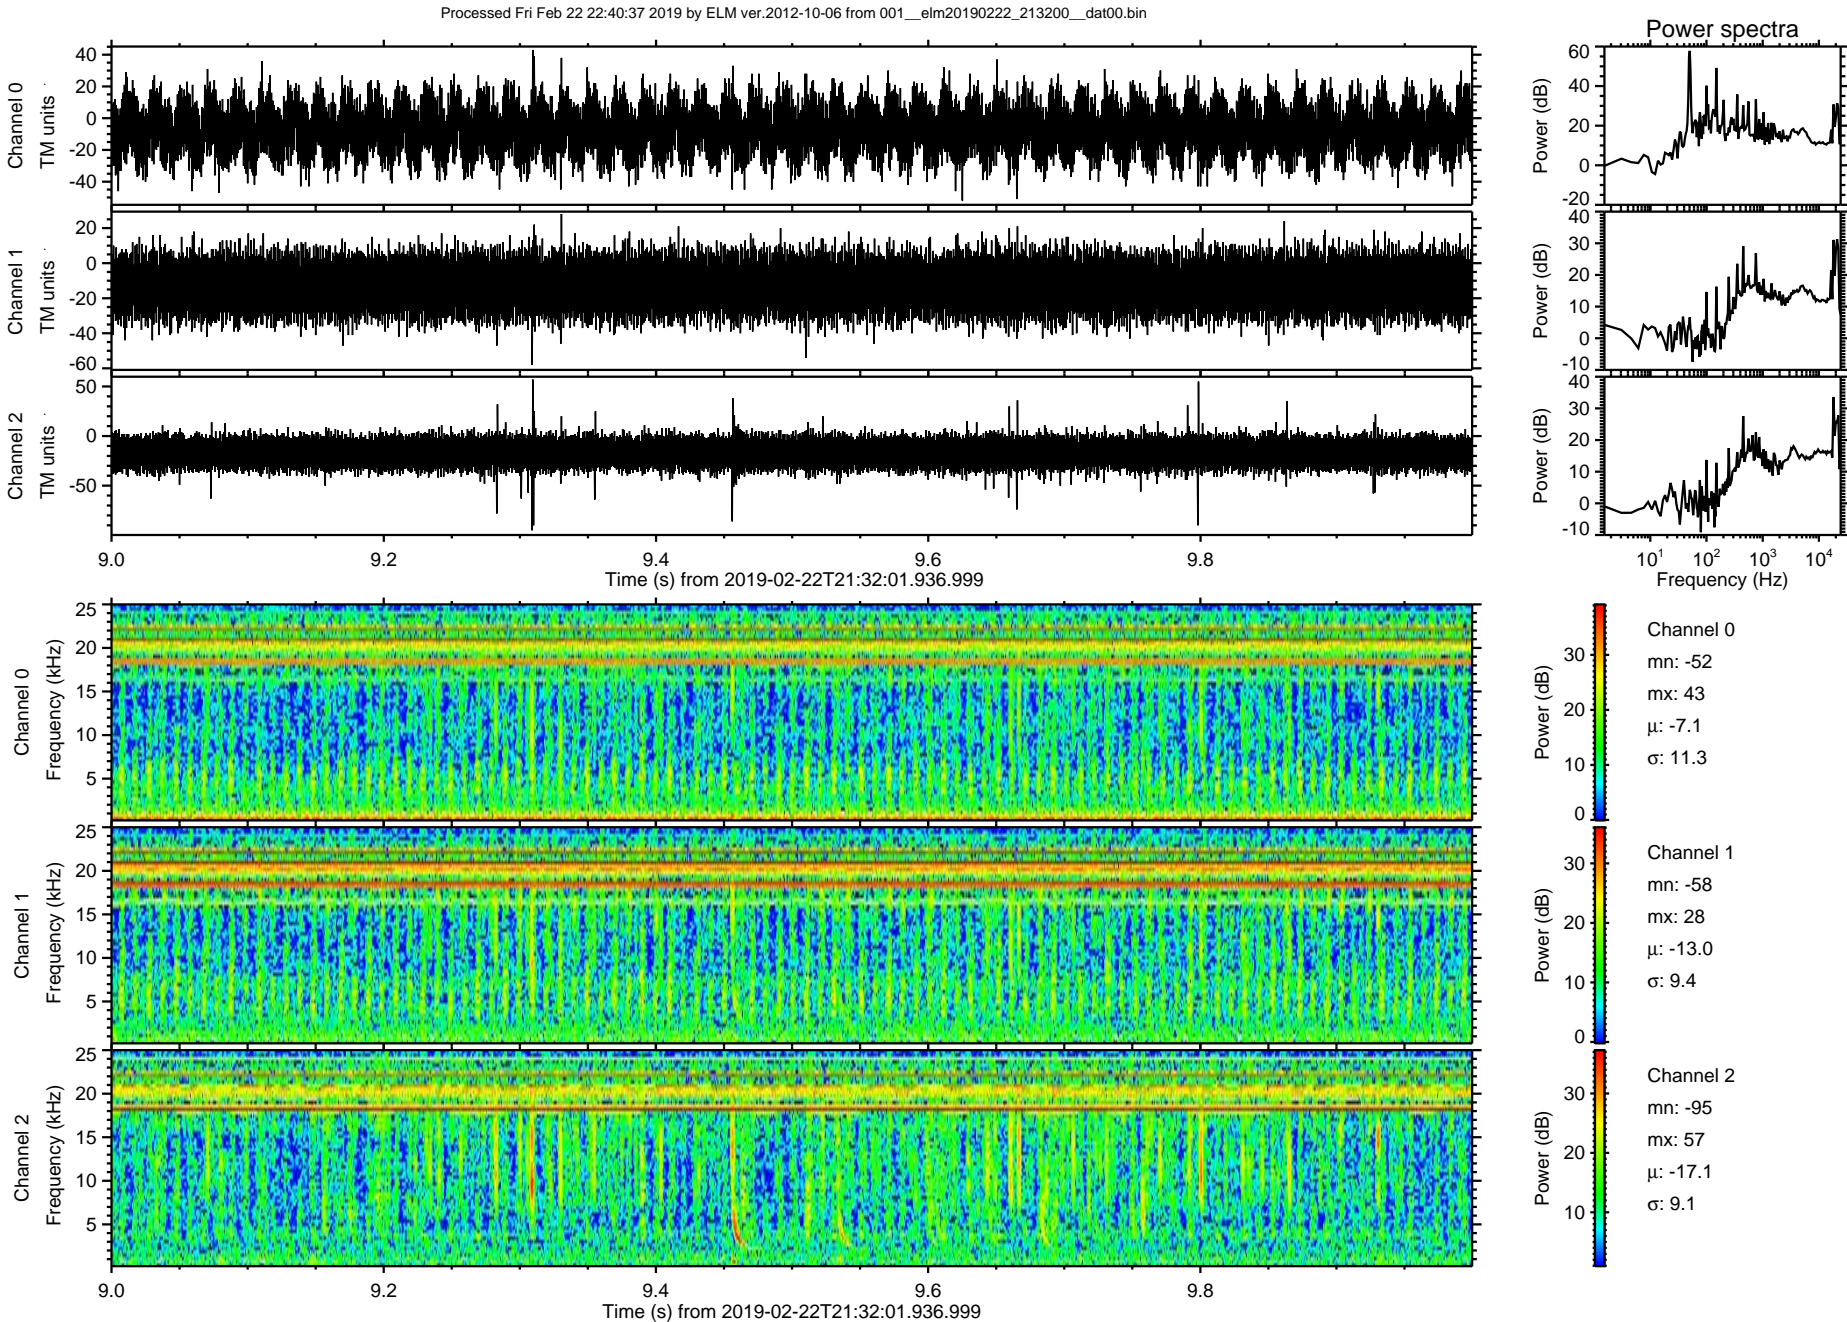 Processed Fri Feb 22 22:40:37 2019 by ELM ver.2012-10-06 from 001__elm20190222_213200__dat00.bin
Power spectra
Channel 0
TM units
40
20
0
-20
-40
Power (dB)
60
40
20
0
-20
Channel 1
TM units
20
0
-20
-40
-60
Power (dB)
40
30
20
10
0
-10
Channel 2
TM units
50
0
-50
Power (dB)
40
30
20
10
0
-10
9.0 9.2 9.4 9.6 9.8
Time (s) from 2019-02-22T21:32:01.936.999
10¹ 10² 10³ 10⁴
Frequency (Hz)
Channel 0
Frequency (kHz)
25
20
15
10
5
Power (dB)
30
20
10
0
Channel 0
mn: -52
mx: 43
μ: -7.1
σ: 11.3
Channel 1
Frequency (kHz)
25
20
15
10
5
Power (dB)
30
20
10
0
Channel 1
mn: -58
mx: 28
μ: -13.0
σ: 9.4
Channel 2
Frequency (kHz)
25
20
15
10
5
Power (dB)
30
20
10
Channel 2
mn: -95
mx: 57
μ: -17.1
σ: 9.1
9.0 9.2 9.4 9.6 9.8
Time (s) from 2019-02-22T21:32:01.936.999